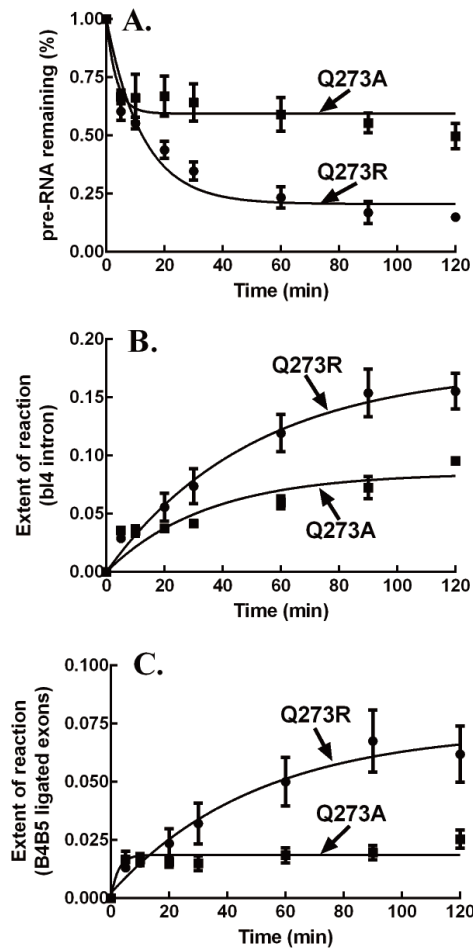 A.
pre-RNA remaining (%)
1.00
0.75
0.50
0.25
0.00
Q273A
Q273R
0 20 40 60 80 100 120
Time (min)
B.
Extent of reaction
(bI4 intron)
0.20
0.15
0.10
0.05
0.00
Q273R
Q273A
0 20 40 60 80 100 120
Time (min)
C.
Extent of reaction
(B4B5 ligated exons)
0.100
0.075
0.050
0.025
0.000
Q273R
Q273A
0 20 40 60 80 100 120
Time (min)